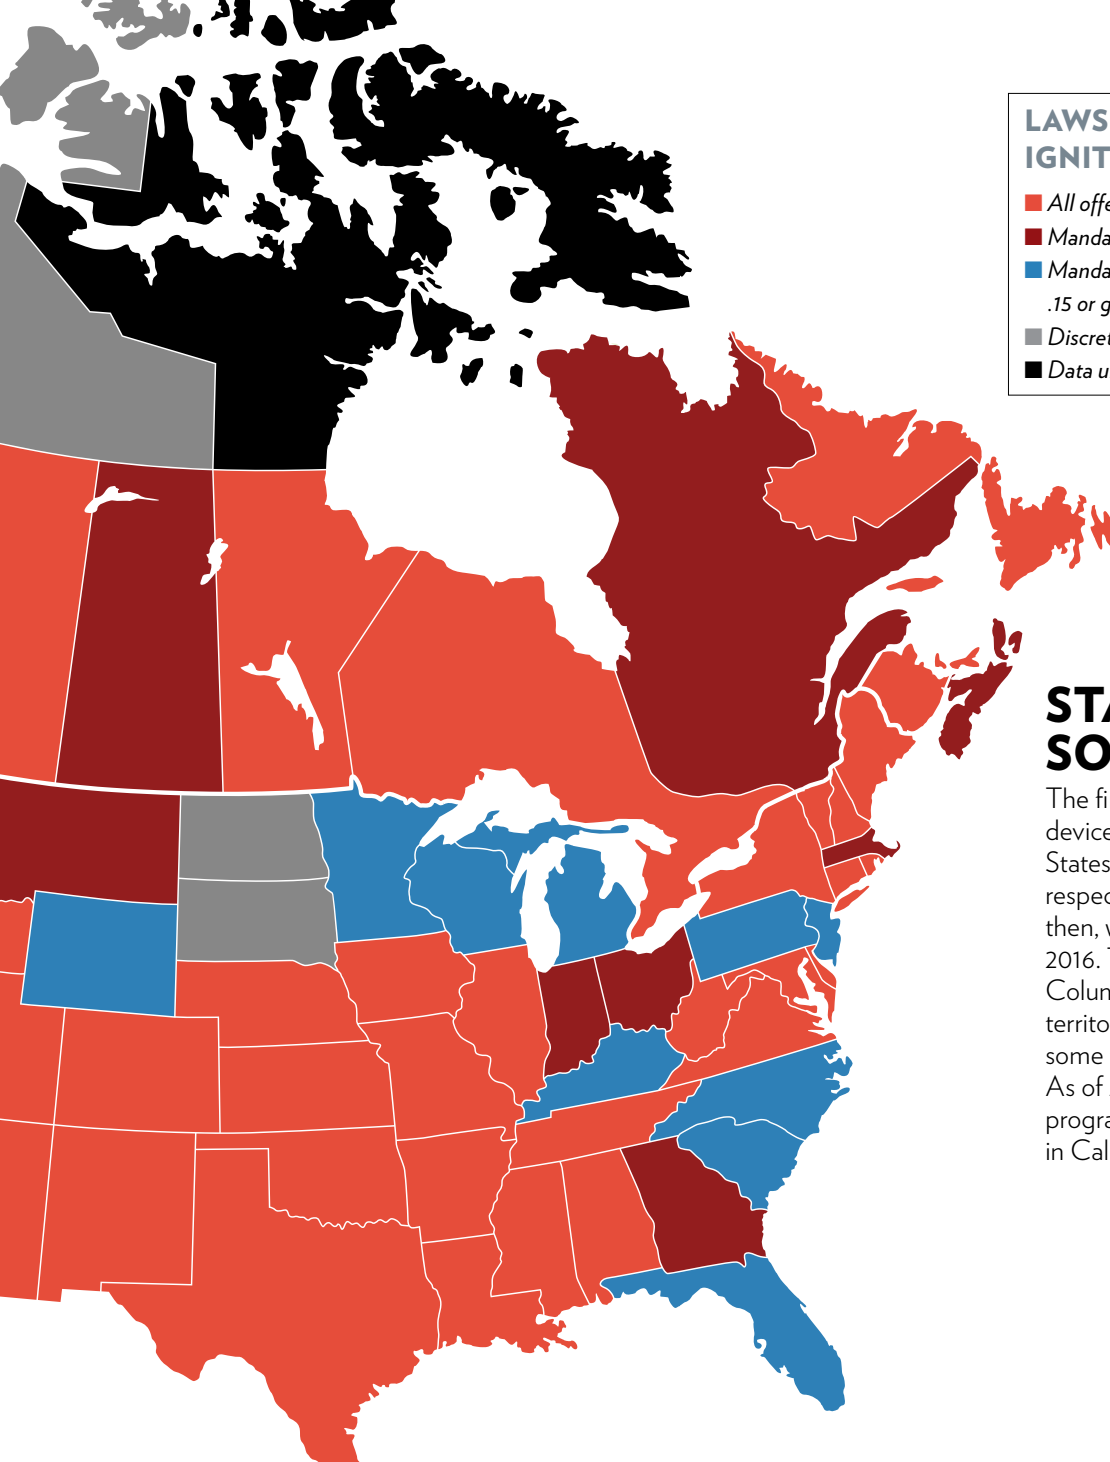 LAWS
IGNIT
All offe
Manda
Manda
.15 or g
Discret
Data u
STA
SO
The fi
device
States
respec
then, w
2016. T
Colum
territo
some
As of
progra
in Cal